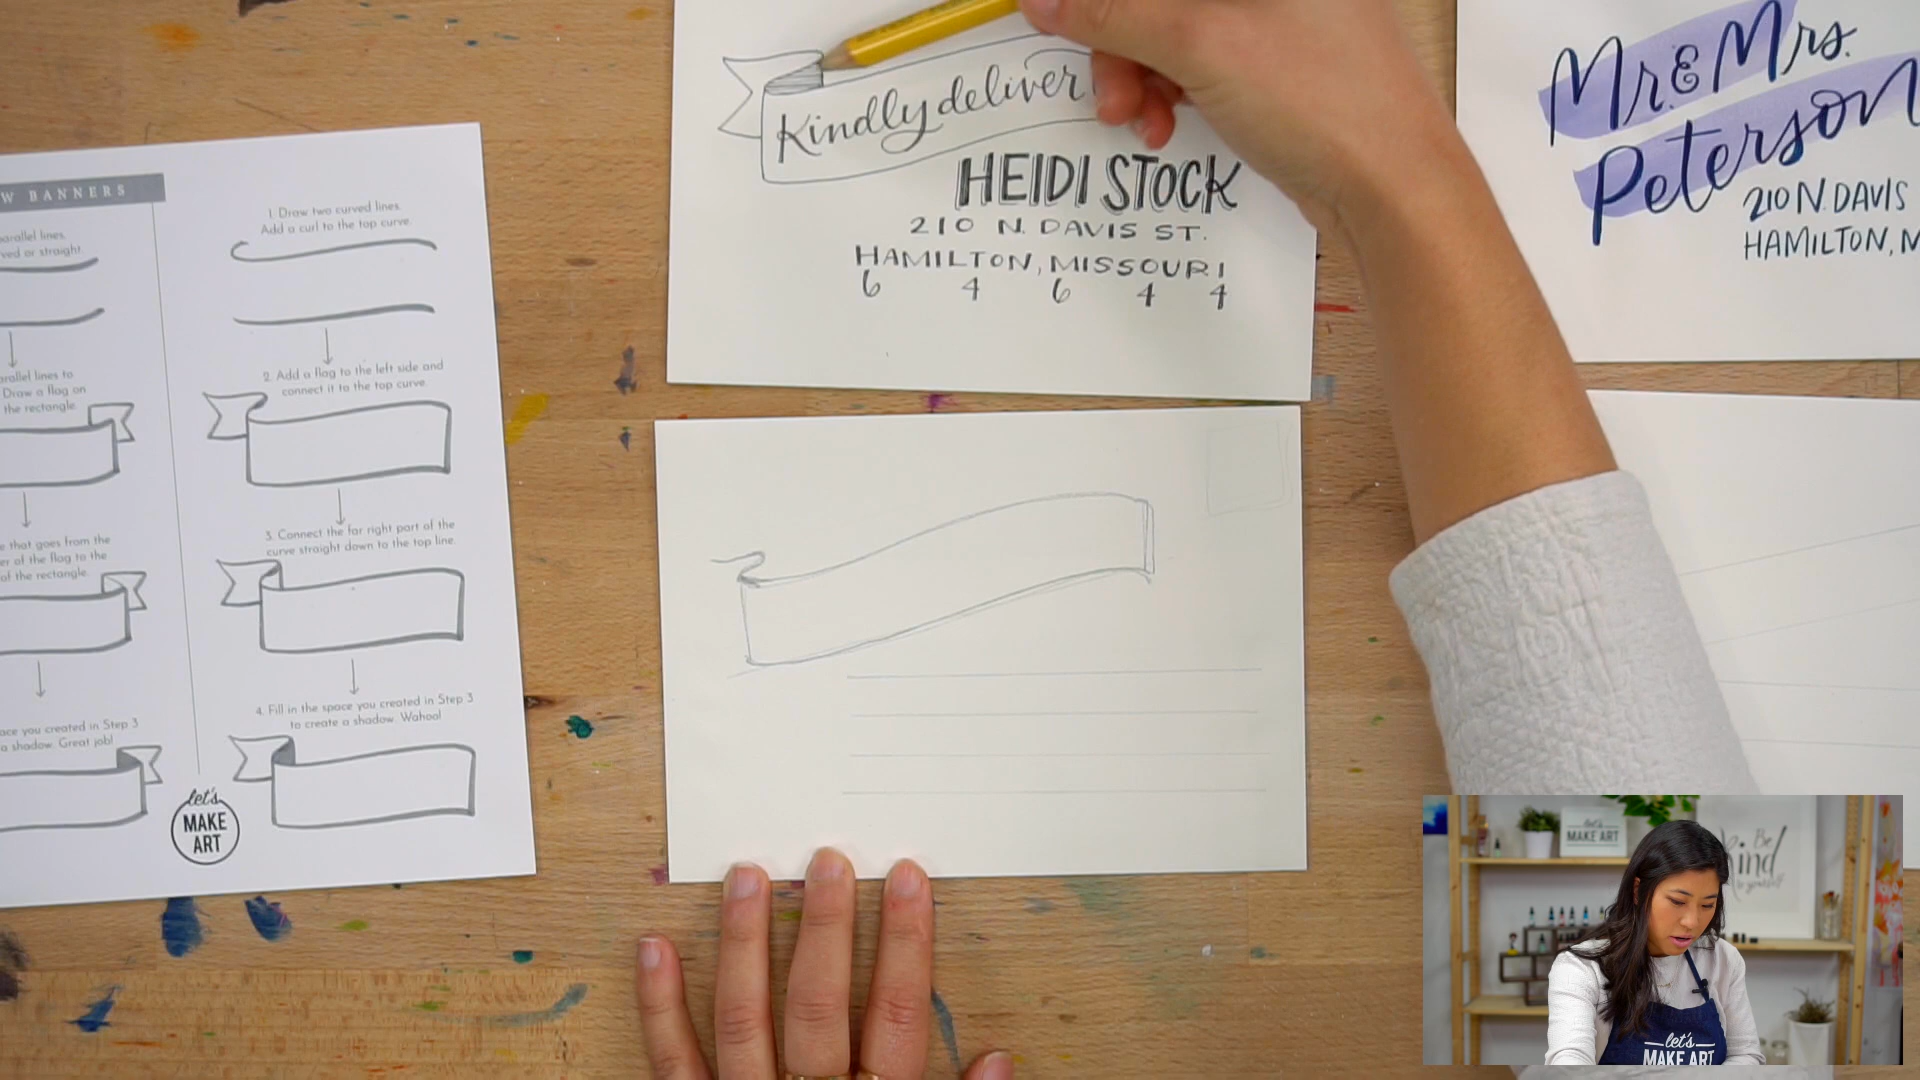 W BANNERS
parallel lines.
ved or straight.
rallel lines to
Draw a flag on
the rectangle.
e that goes from the
er of the flag to the
of the rectangle.
ace you created in Step 3
a shadow. Great job!
1. Draw two curved lines.
Add a curl to the top curve.
2. Add a flag to the left side and
connect it to the top curve.
3. Connect the far right part of the
curve straight down to the top line.
4. Fill in the space you created in Step 3
to create a shadow. Wahoo!
let's
MAKE
ART
Kindly deliver
HEIDI STOCK
210 N. DAVIS ST.
HAMILTON, MISSOURI
6 4 6 4 4
Mr. & Mrs.
Peterson
210 N. DAVIS
HAMILTON, M
let's
MAKE ART
Be
kind
to yourself
let's
MAKE ART